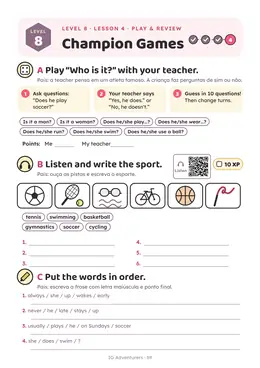 LEVEL 8
LEVEL 8 · LESSON 4 · PLAY & REVIEW
Champion Games
4
A Play "Who is it?" with your teacher.
Pais: o teacher pensa em um atleta famoso. A criança faz perguntas de sim ou não.
1 Ask questions:
"Does he play soccer?"
2 Your teacher says
"Yes, he does." or "No, he doesn't."
3 Guess in 10 questions!
Then change turns.
Is it a man?
Is it a woman?
Does he/she play...?
Does he/she wear...?
Does he/she run?
Does he/she swim?
Does he/she use a ball?
Points: Me ______ My teacher ______
B Listen and write the sport.
Pais: ouça as pistas e escreva o esporte.
Listen
10 XP
tennis
swimming
basketball
gymnastics
soccer
cycling
1.
4.
2.
5.
3.
6.
C Put the words in order.
Pais: escreva a frase com letra maiúscula e ponto final.
1. always / she / up / wakes / early
2. never / he / late / stays / up
3. usually / plays / he / on Sundays / soccer
4. she / does / swim / ?
SD Adventurers · 69